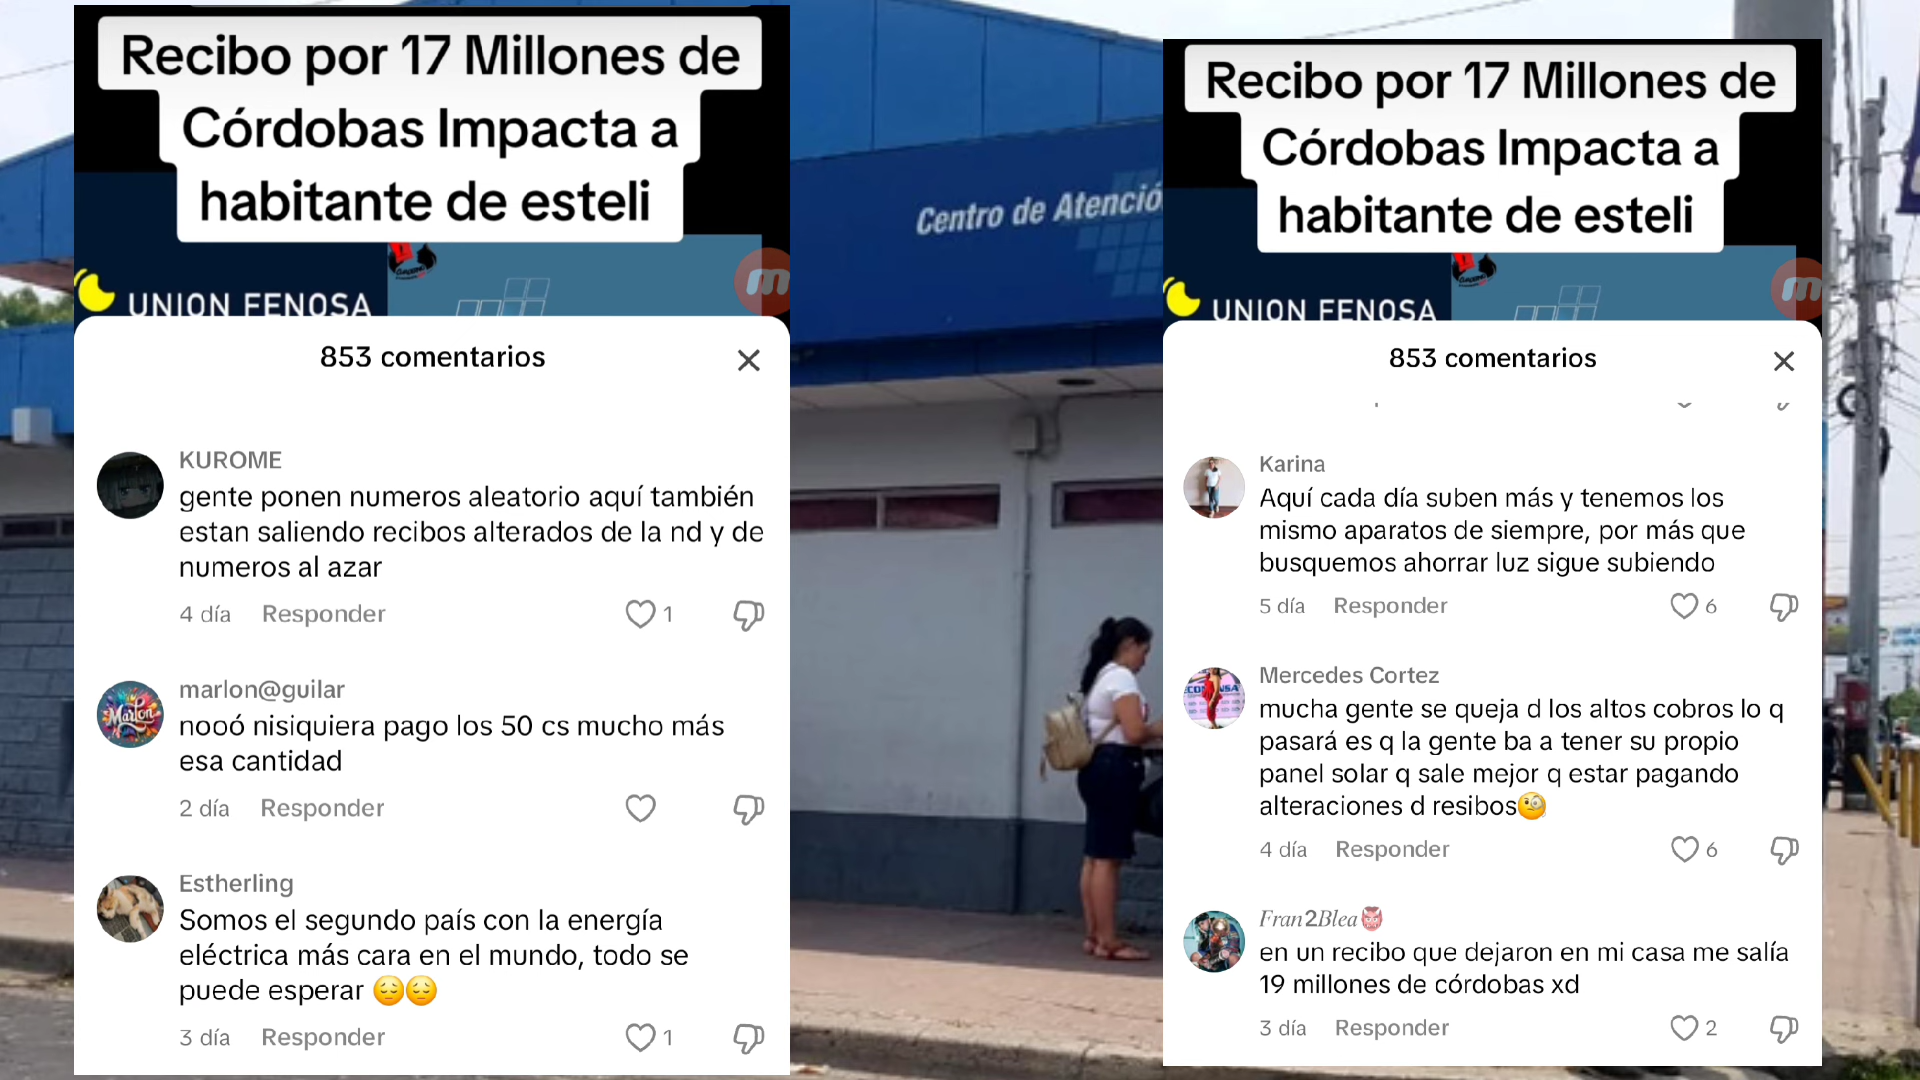 Recibo por 17 Millones de
Córdobas Impacta a
habitante de esteli
UNION FENOSA
853 comentarios
KUROME
gente ponen numeros aleatorio aquí también
estan saliendo recibos alterados de la nd y de
numeros al azar
4 día Responder 1
marlon@guilar
nooó nisiquiera pago los 50 cs mucho más
esa cantidad
2 día Responder
Estherling
Somos el segundo país con la energía
eléctrica más cara en el mundo, todo se
puede esperar 😔😔
3 día Responder 1
Centro de Atenció
Recibo por 17 Millones de
Córdobas Impacta a
habitante de esteli
UNION FENOSA
853 comentarios
Karina
Aquí cada día suben más y tenemos los
mismo aparatos de siempre, por más que
busquemos ahorrar luz sigue subiendo
5 día Responder 6
Mercedes Cortez
mucha gente se queja d los altos cobros lo q
pasará es q la gente ba a tener su propio
panel solar q sale mejor q estar pagando
alteraciones d resibos🧐
4 día Responder 6
Fran2Blea👹
en un recibo que dejaron en mi casa me salía
19 millones de córdobas xd
3 día Responder 2